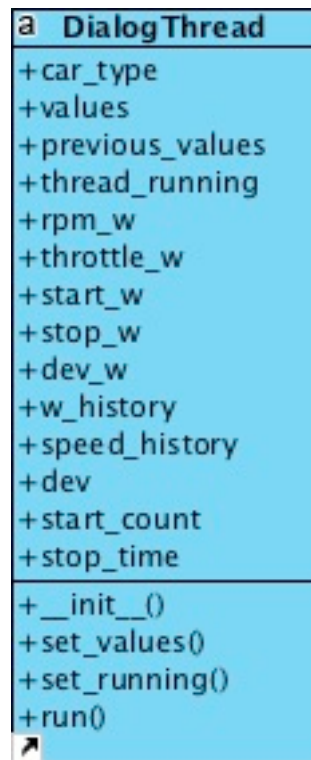 a DialogThread
+car_type
+values
+previous_values
+thread_running
+rpm_w
+throttle_w
+start_w
+stop_w
+dev_w
+w_history
+speed_history
+dev
+start_count
+stop_time
+__init__()
+set_values()
+set_running()
+run()